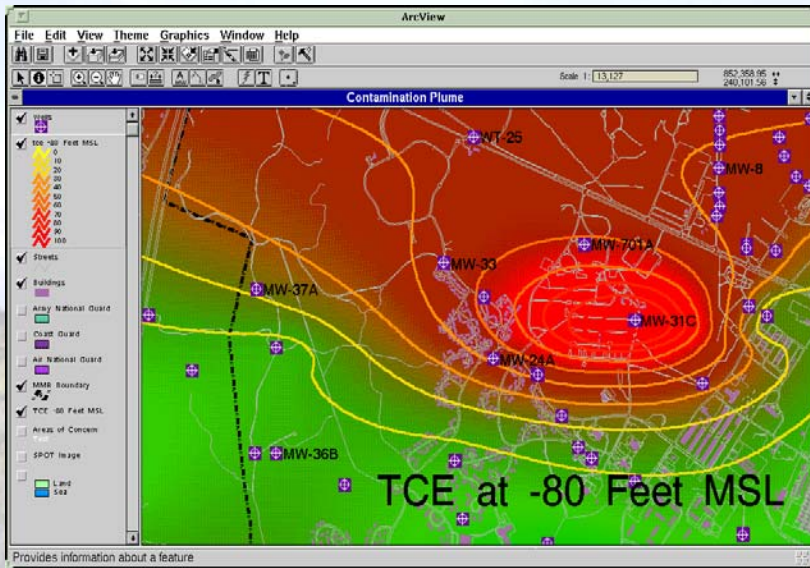 ArcView
File Edit View Theme Graphics Window Help
Scale 1: 13,127
852,358.95
240,101.56
Contamination Plume
Wells
tce -80 Feet MSL
0
10
20
30
40
50
60
70
80
90
100
Streets
Buildings
Army National Guard
Coast Guard
Air National Guard
MMR Boundary
TCE -80 Feet MSL
Areas of Concern
SPOT Image
Land
Sea
WT-25
MW-8
MW-701A
MW-33
MW-37A
MW-31C
MW-24A
MW-36B
TCE at -80 Feet MSL
Provides information about a feature